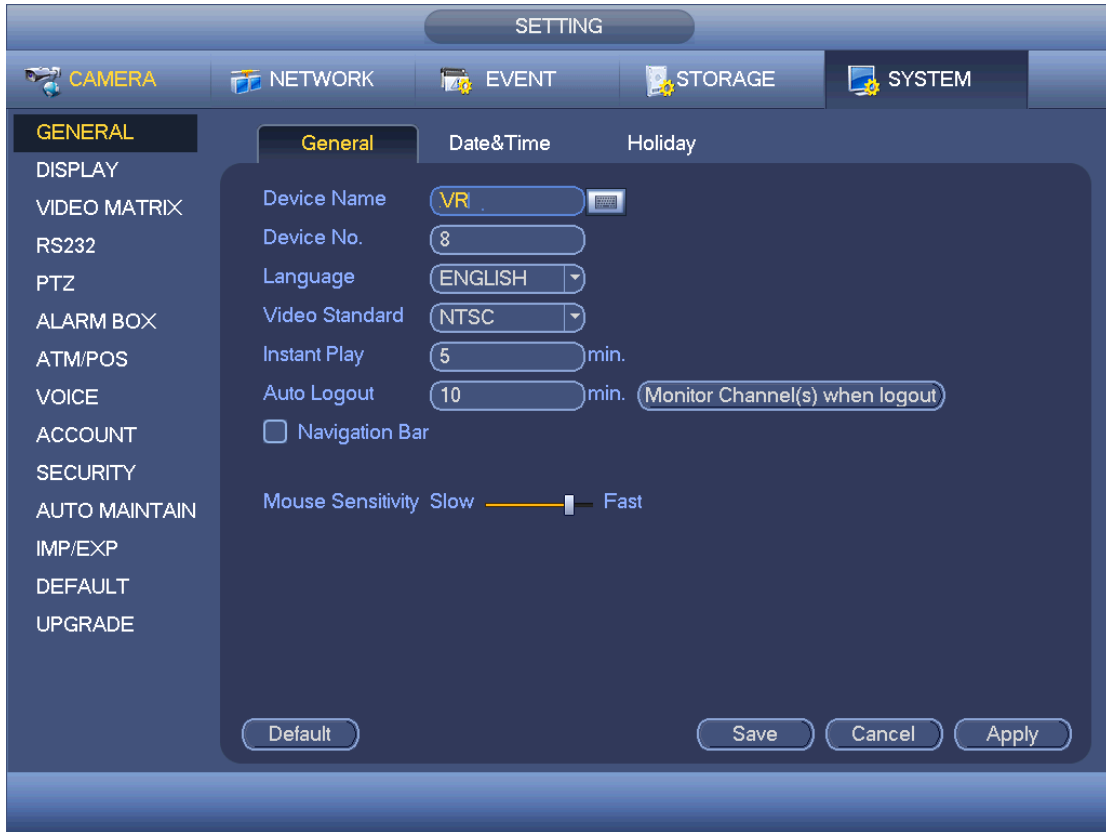 SETTING
CAMERA NETWORK EVENT STORAGE SYSTEM
GENERAL
DISPLAY
VIDEO MATRIX
RS232
PTZ
ALARM BOX
ATM/POS
VOICE
ACCOUNT
SECURITY
AUTO MAINTAIN
IMP/EXP
DEFAULT
UPGRADE
General Date&Time Holiday
Device Name VR
Device No. 8
Language ENGLISH
Video Standard NTSC
Instant Play 5 min.
Auto Logout 10 min. Monitor Channel(s) when logout
Navigation Bar
Mouse Sensitivity Slow Fast
Default Save Cancel Apply